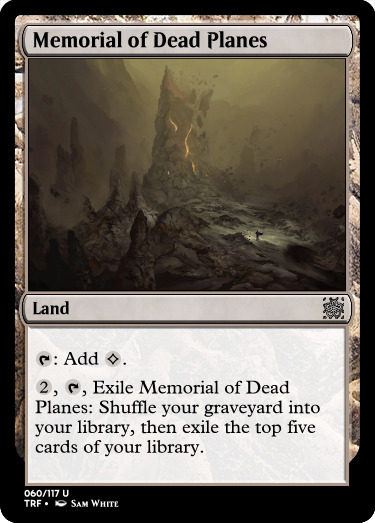 Memorial of Dead Planes
Land
: Add .
2, , Exile Memorial of Dead
Planes: Shuffle your graveyard into
your library, then exile the top five
cards of your library.
060/117 U
TRF • Sam White